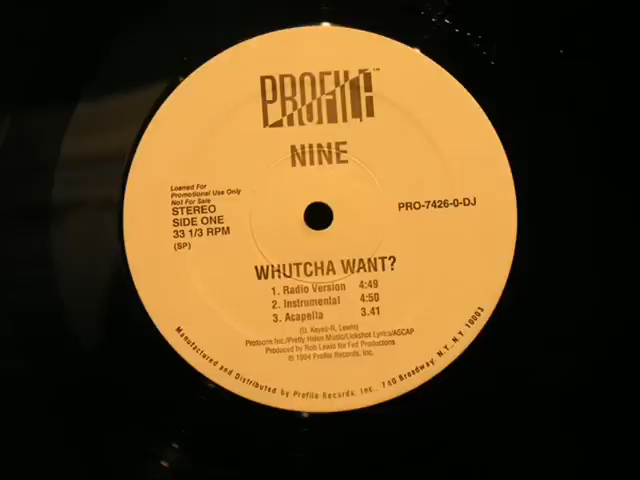 PROFILE™
NINE
Loaned For
Promotional Use Only
Not For Sale
STEREO
SIDE ONE
33 1/3 RPM
(SP)
PRO-7426-0-DJ
WHUTCHA WANT?
1. Radio Version 4:49
2. Instrumental 4:50
3. Acapella 3.41
(D. Keyes-R. Lewis)
Protoons Inc./Pretty Helen Music/Lickshot Lyrics/ASCAP
Produced by Rob Lewis for Fed Productions
© 1994 Profile Records, Inc.
Manufactured and Distributed by Profile Records, Inc., 740 Broadway, N.Y., N.Y. 10003